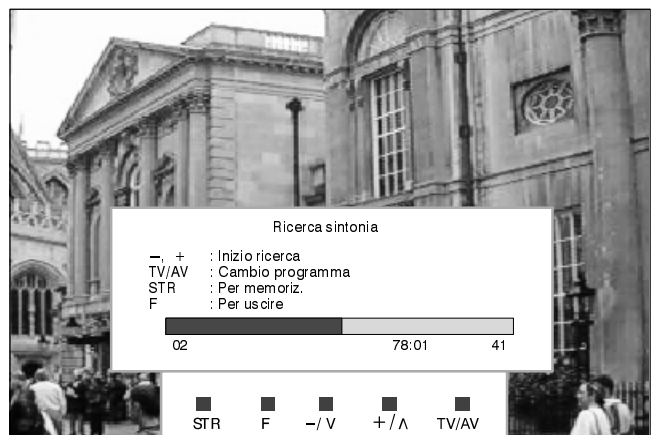 Ricerca sintonia
–, + : Inizio ricerca
TV/AV : Cambio programma
STR : Per memoriz.
F : Per uscire
02 78:01 41
STR F –/ V + / Λ TV/AV